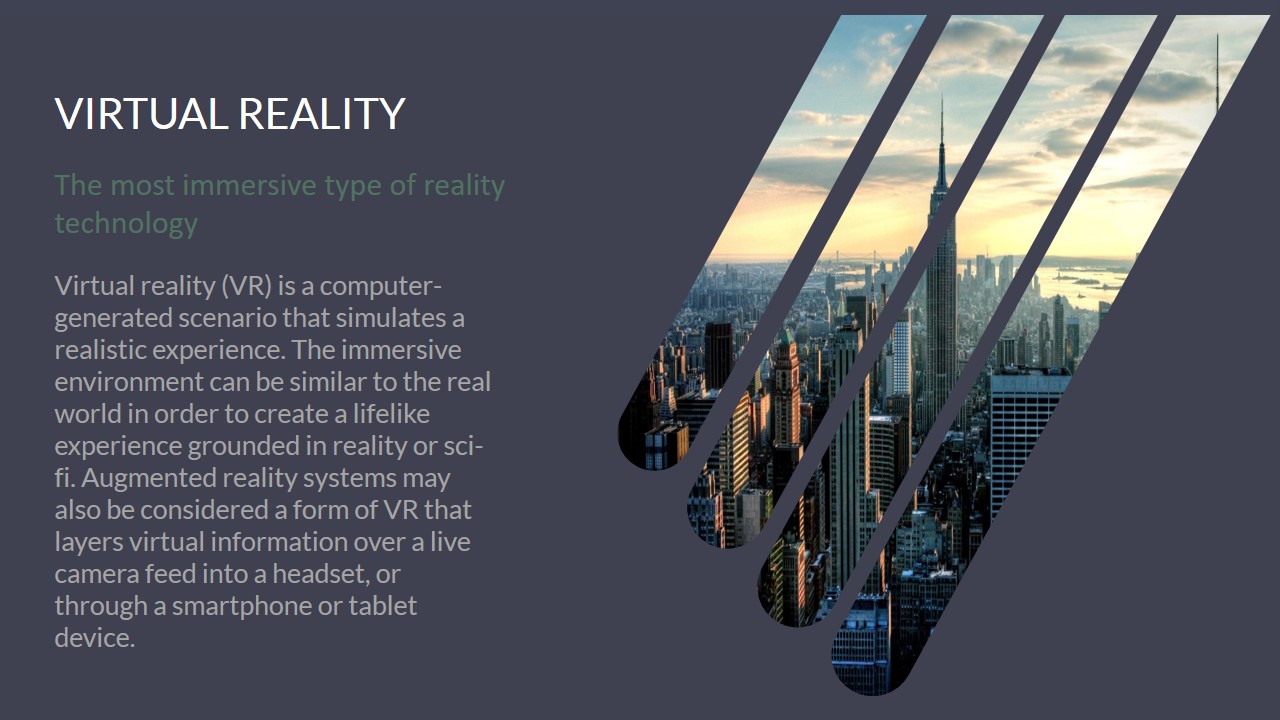 VIRTUAL REALITY
The most immersive type of reality
technology
Virtual reality (VR) is a computer-
generated scenario that simulates a
realistic experience. The immersive
environment can be similar to the real
world in order to create a lifelike
experience grounded in reality or sci-
fi. Augmented reality systems may
also be considered a form of VR that
layers virtual information over a live
camera feed into a headset, or
through a smartphone or tablet
device.